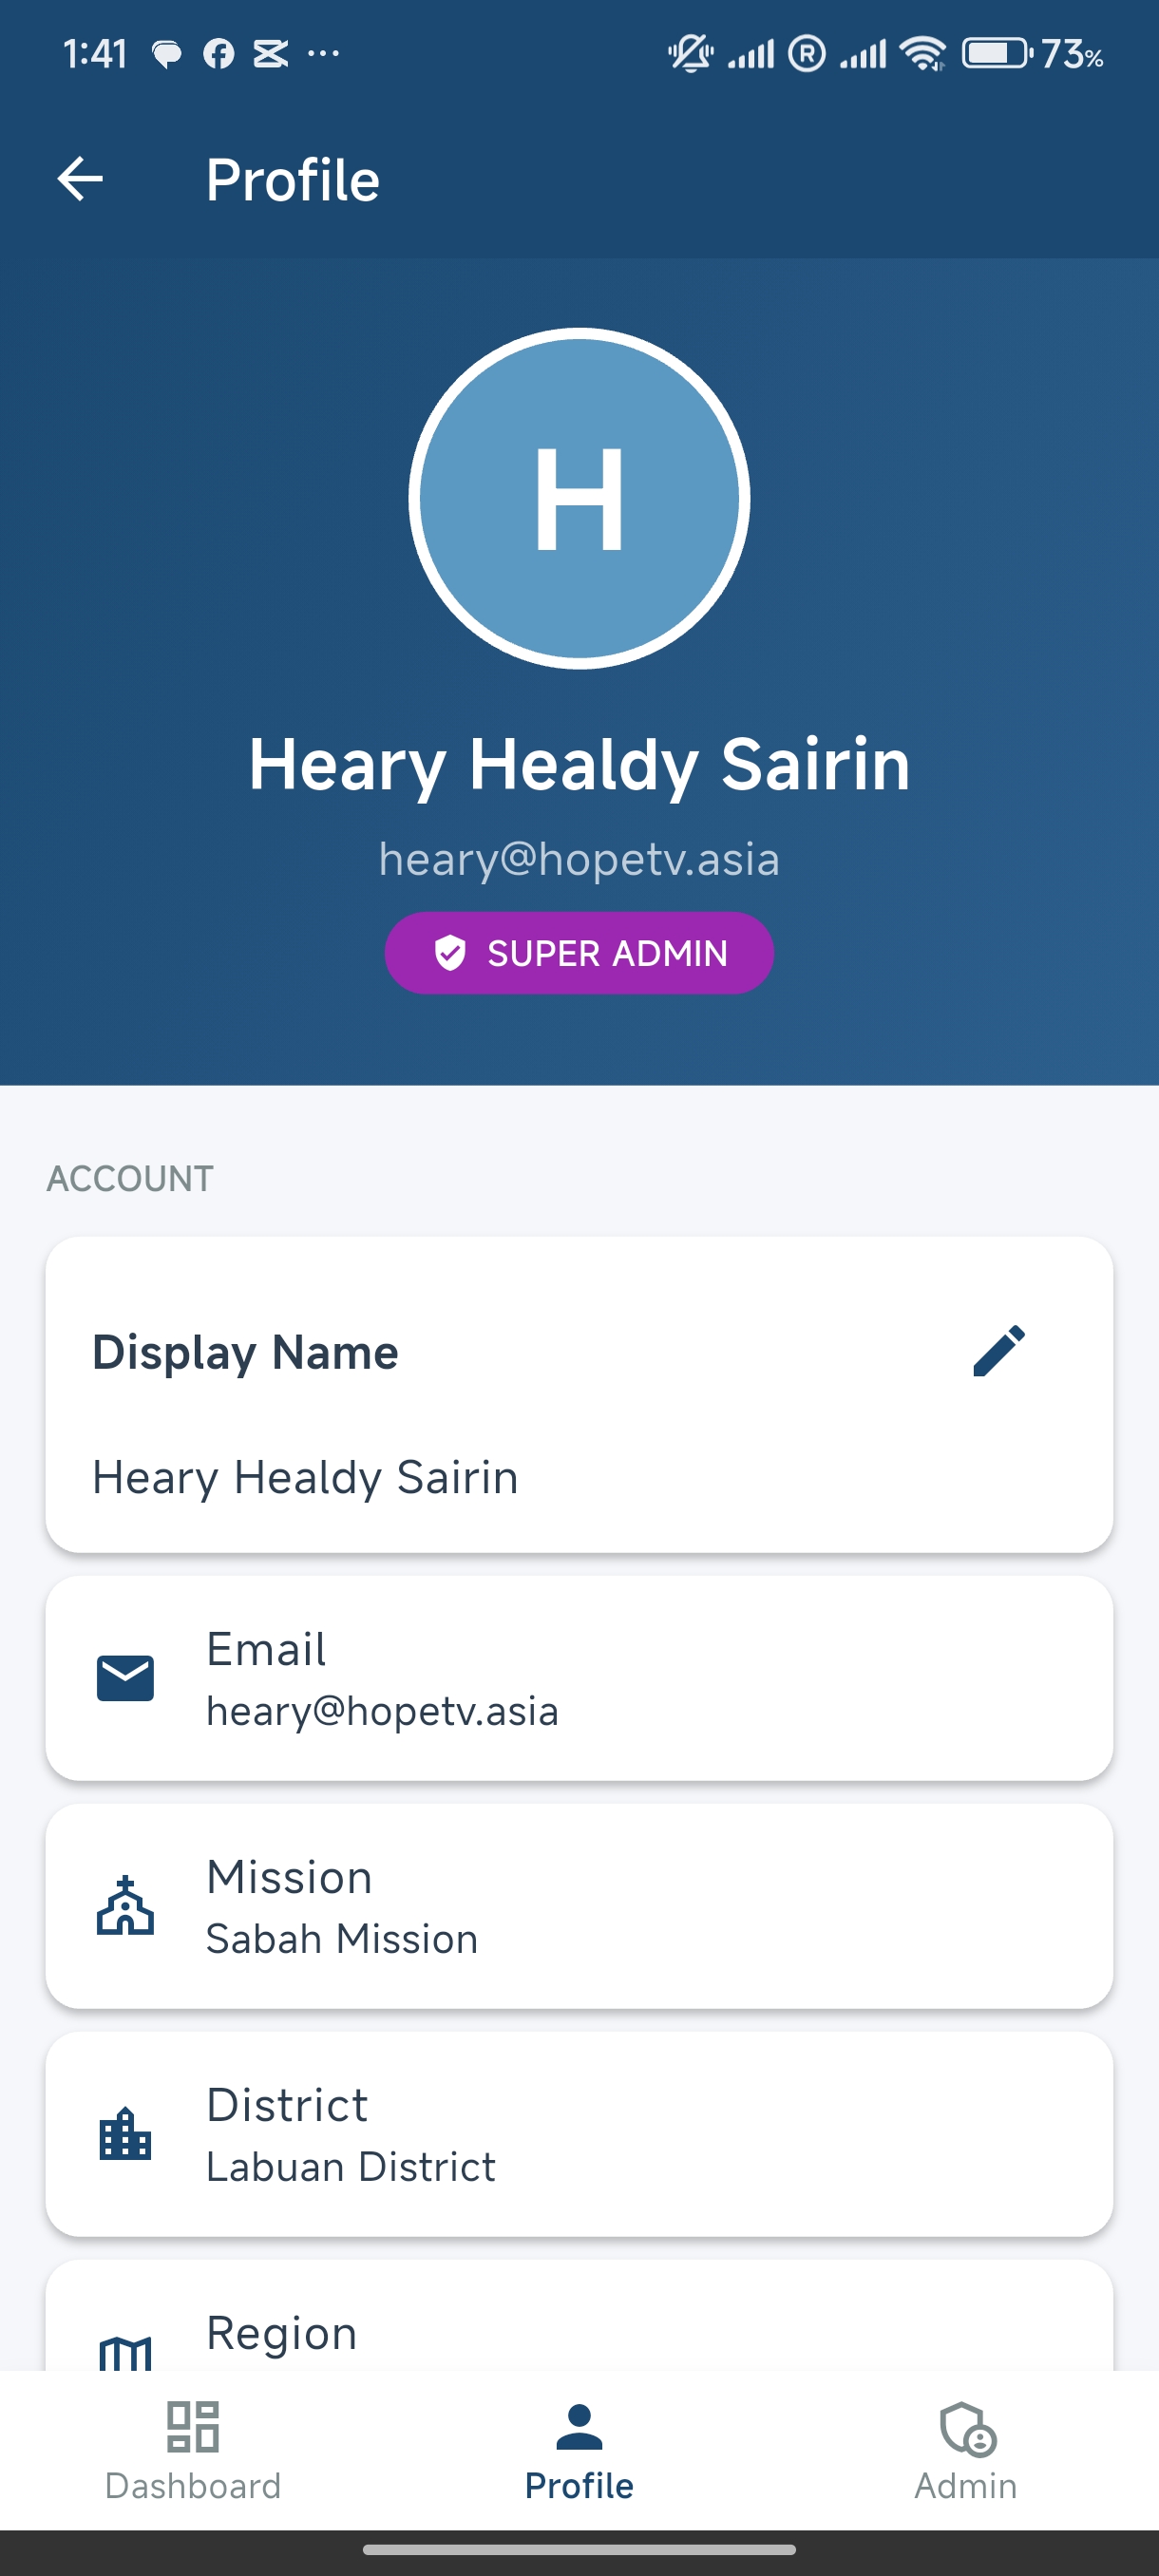 1:41
73%
Profile
H
Heary Healdy Sairin
heary@hopetv.asia
SUPER ADMIN
ACCOUNT
Display Name
Heary Healdy Sairin
Email
heary@hopetv.asia
Mission
Sabah Mission
District
Labuan District
Region
Dashboard
Profile
Admin